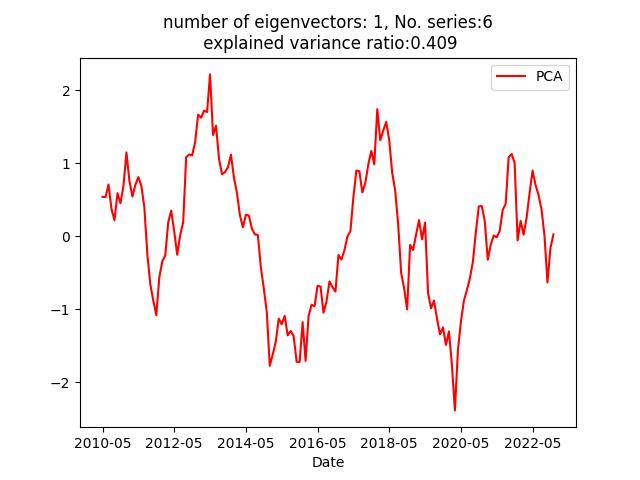 number of eigenvectors: 1, No. series:6
explained variance ratio:0.409
PCA
2
1
0
−1
−2
2010-05 2012-05 2014-05 2016-05 2018-05 2020-05 2022-05
Date